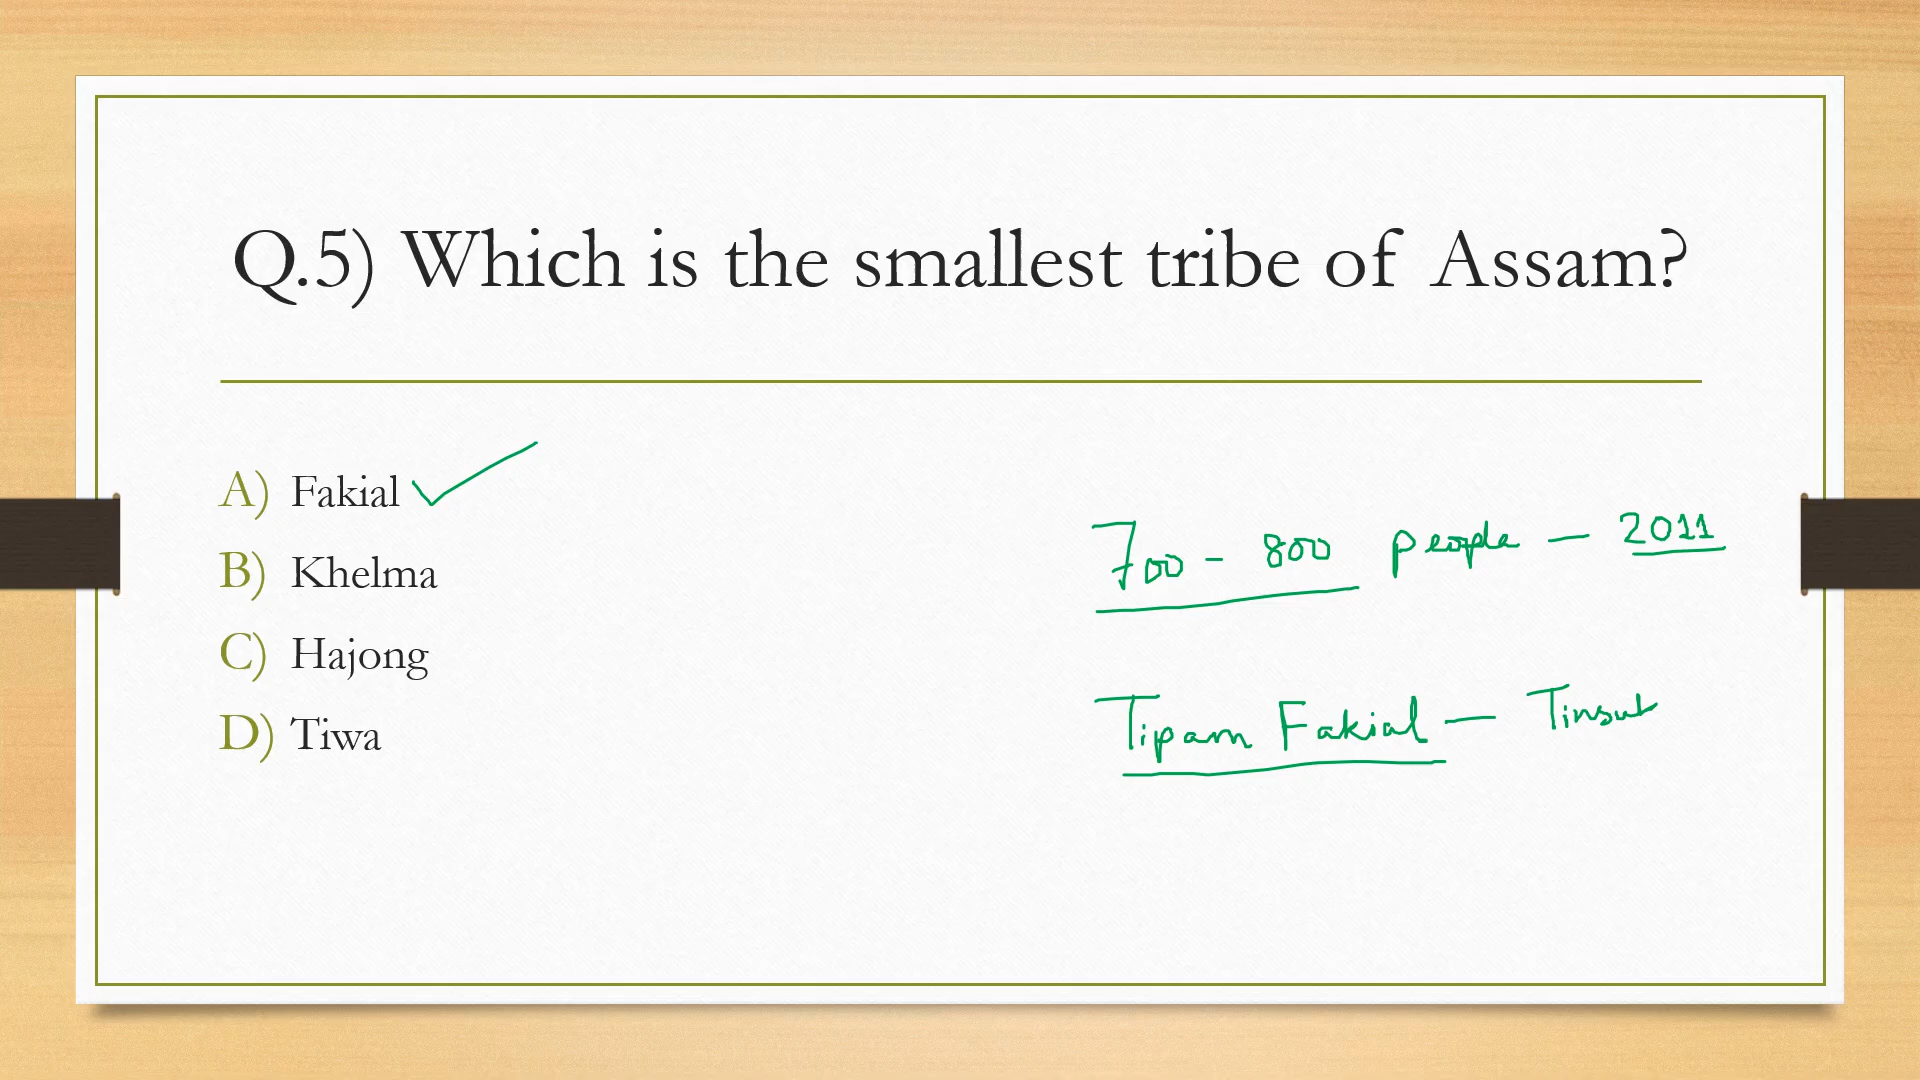 Q.5) Which is the smallest tribe of Assam?
A) Fakial
B) Khelma
C) Hajong
D) Tiwa
700 - 800 people — 2011
Tipam Fakial — Tinsuk